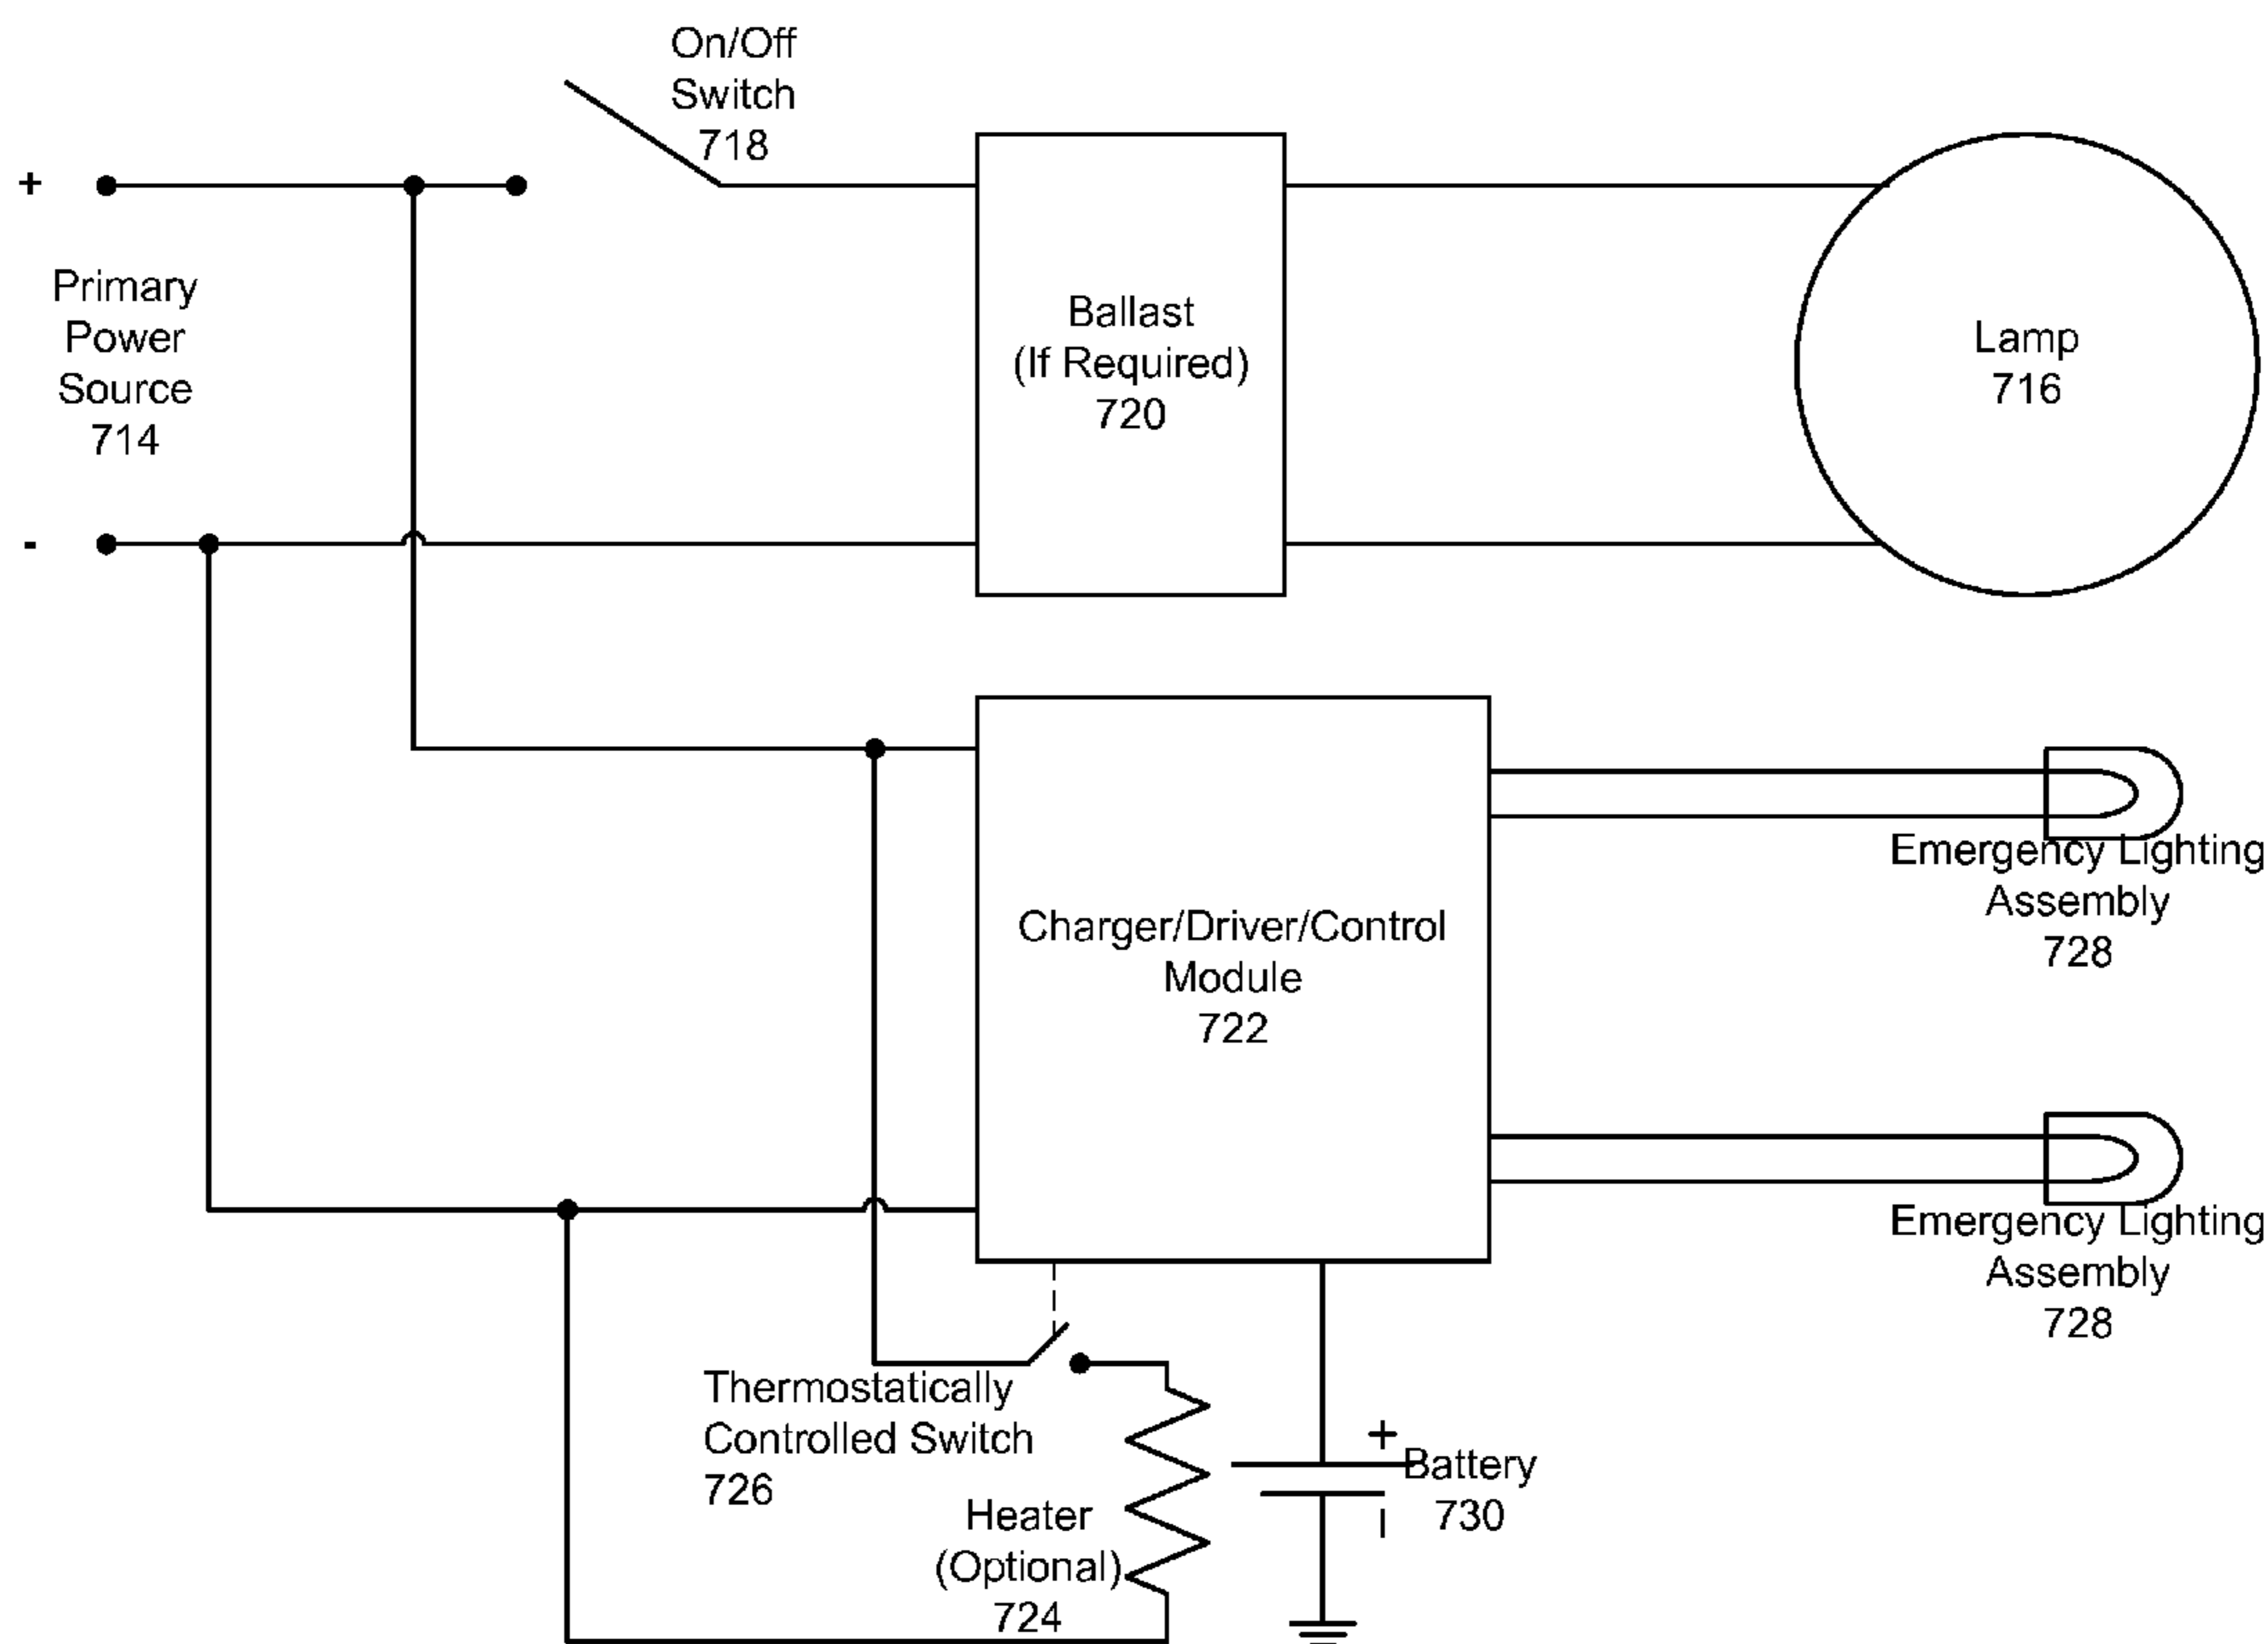 On/Off
Switch
718
+
Primary
Power
Source
714
-
Ballast
(If Required)
720
Lamp
716
Charger/Driver/Control
Module
722
Emergency Lighting
Assembly
728
Emergency Lighting
Assembly
728
Thermostatically
Controlled Switch
726
Heater
(Optional)
724
+
Battery
730
-